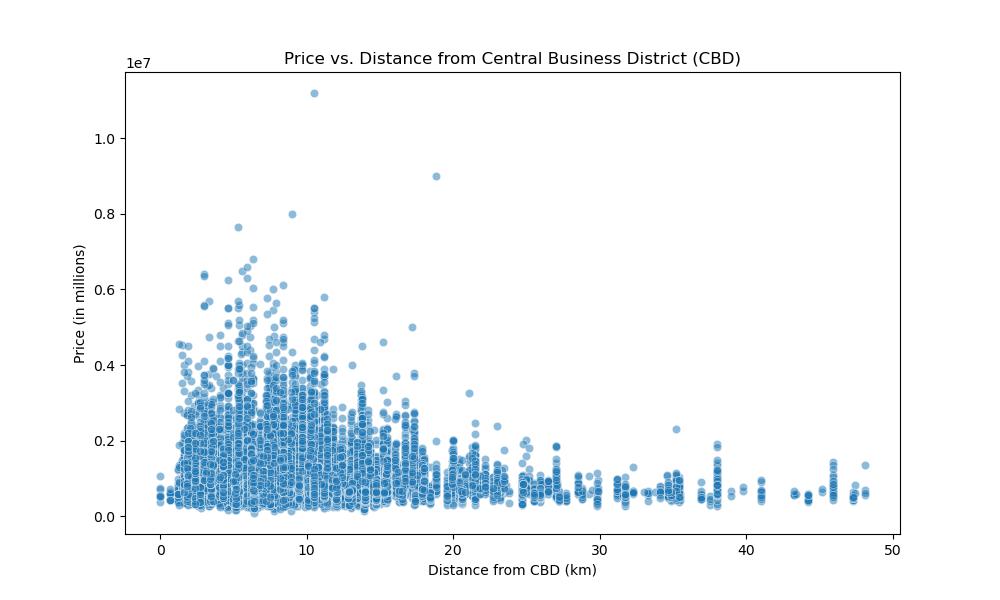 Price vs. Distance from Central Business District (CBD)
1e7
1.0
0.8
0.6
0.4
0.2
0.0
Price (in millions)
0 10 20 30 40 50
Distance from CBD (km)